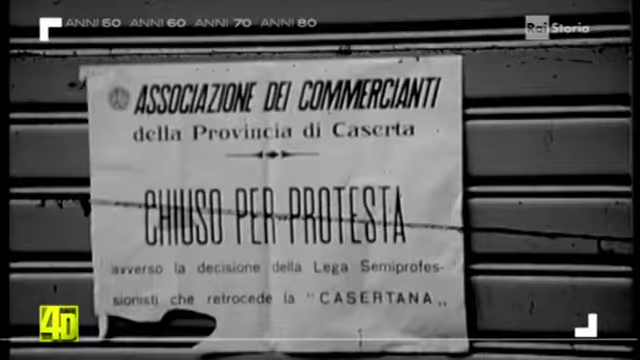 ANNI 50 ANNI 60 ANNI 70 ANNI 80
Rai Storia
ASSOCIAZIONE DEI COMMERCIANTI
della Provincia di Caserta
CHIUSO PER PROTESTA
avverso la decisione della Lega Semiprofes-
sionisti che retrocede la "CASERTANA„
4D